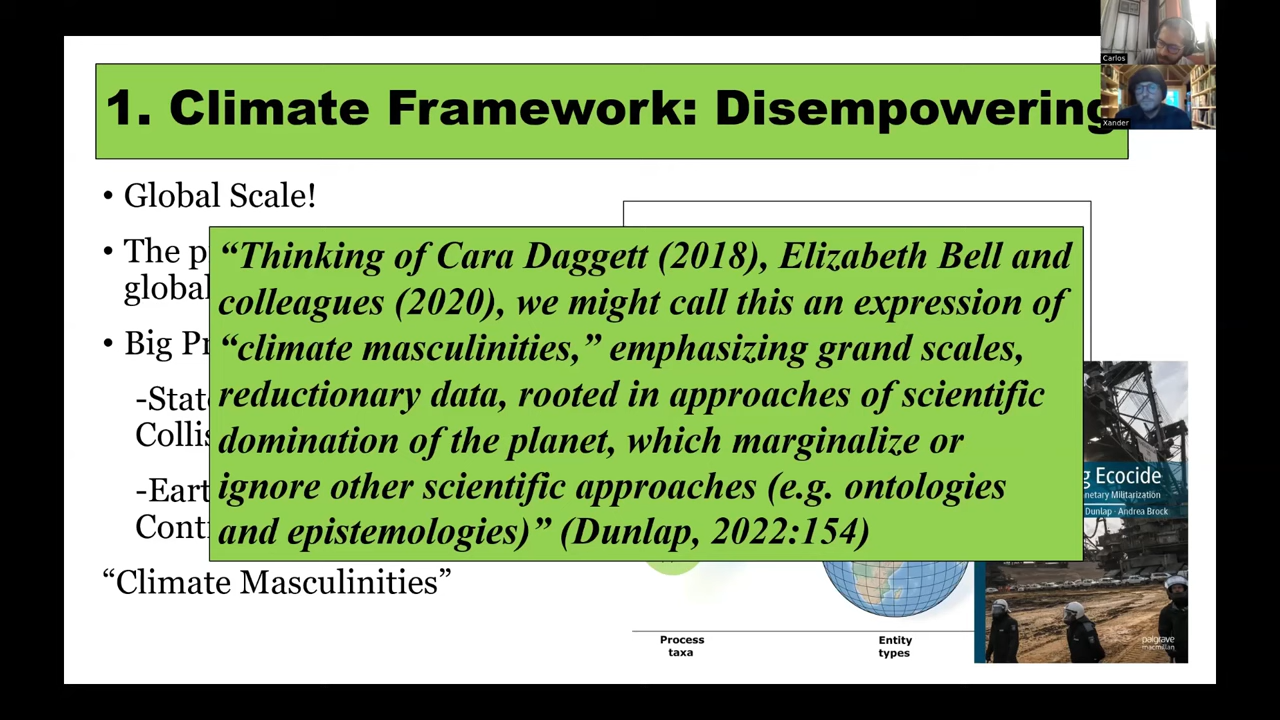 Carlos
Xander
1. Climate Framework: Disempowering
• Global Scale!
• The p
global
• Big Pr
-State
Collis
-Eart
Cont
“Climate Masculinities”
“Thinking of Cara Daggett (2018), Elizabeth Bell and
colleagues (2020), we might call this an expression of
“climate masculinities,” emphasizing grand scales,
reductionary data, rooted in approaches of scientific
domination of the planet, which marginalize or
ignore other scientific approaches (e.g. ontologies
and epistemologies)” (Dunlap, 2022:154)
Process
taxa
Entity
types
g Ecocide
netary Militarization
Dunlap · Andrea Brock
palgrave
macmillan